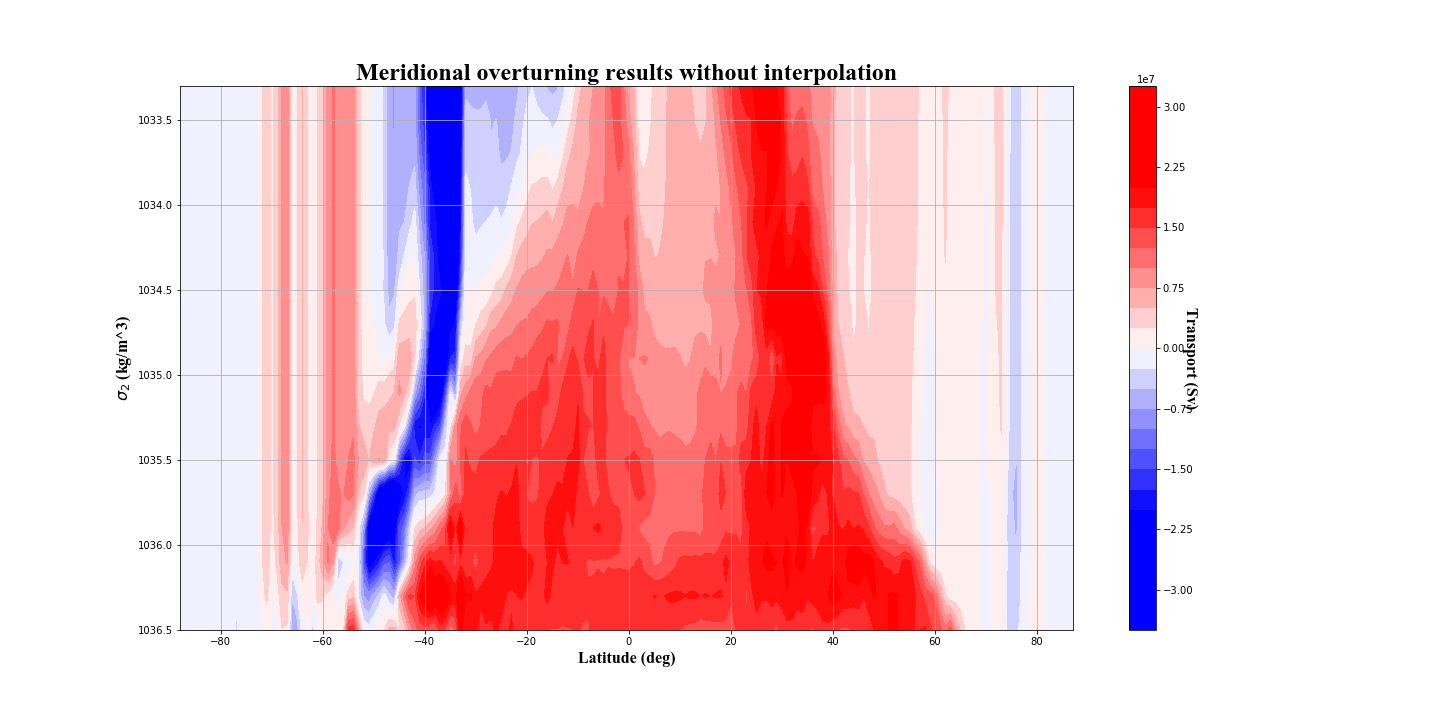 Meridional overturning results without interpolation
1e7
3.00
2.25
1.50
0.75
0.00
−0.75
−1.50
−2.25
−3.00
Transport (Sv)
1033.5
1034.0
1034.5
1035.0
1035.5
1036.0
1036.5
σ2 (kg/m^3)
−80 −60 −40 −20 0 20 40 60 80
Latitude (deg)